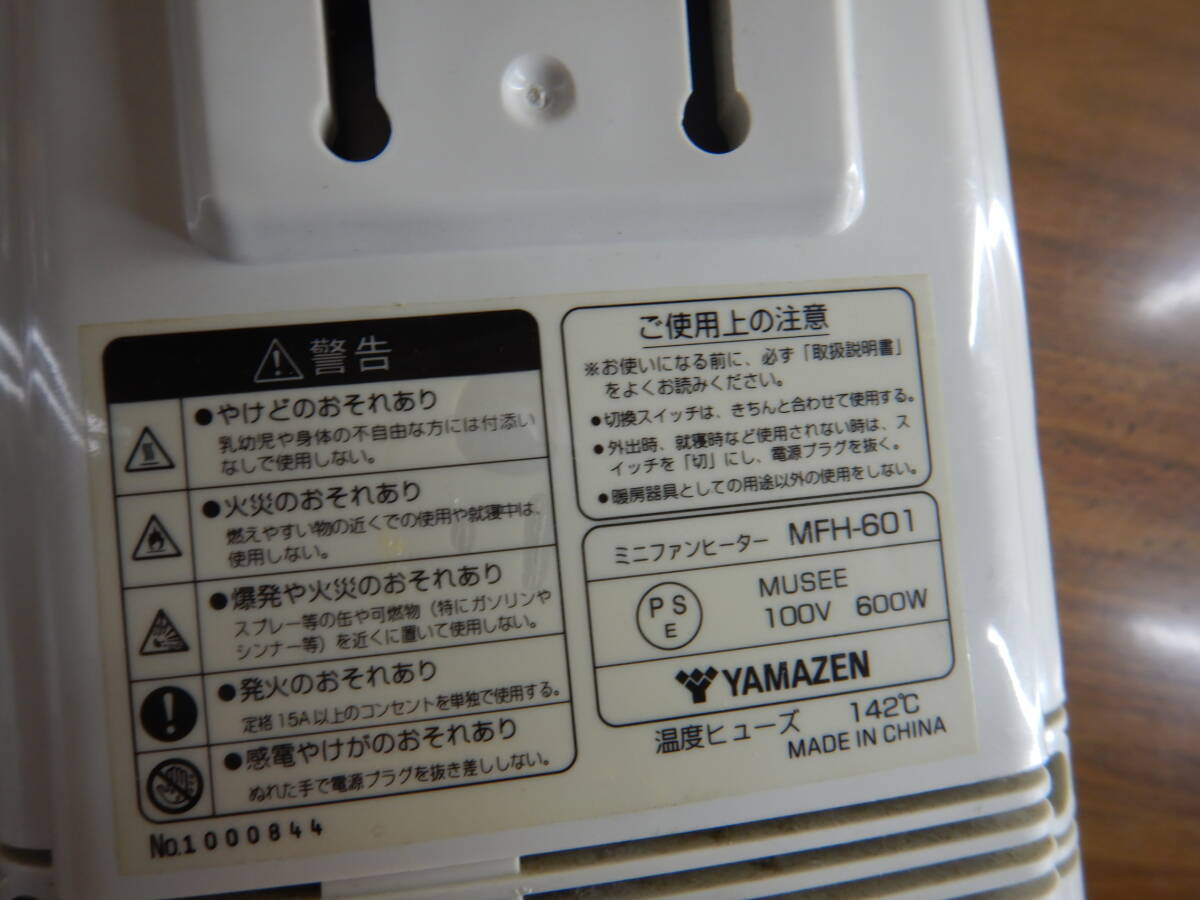 警告
●やけどのおそれあり
乳幼児や身体の不自由な方には付添い
なしで使用しない。
●火災のおそれあり
燃えやすい物の近くでの使用や就寝中は、
使用しない。
●爆発や火災のおそれあり
スプレー等の缶や可燃物(特にガソリンや
シンナー等)を近くに置いて使用しない。
●発火のおそれあり
定格15A以上のコンセントを単独で使用する。
●感電やけがのおそれあり
ぬれた手で電源プラグを抜き差ししない。
No.1000844
ご使用上の注意
※お使いになる前に、必ず「取扱説明書」
をよくお読みください。
●切換スイッチは、きちんと合わせて使用する。
●外出時、就寝時など使用されない時は、ス
イッチを「切」にし、電源プラグを抜く。
●暖房器具としての用途以外の使用をしない。
ミニファンヒーター MFH-601
PSE
MUSEE
100V 600W
YAMAZEN
温度ヒューズ 142℃
MADE IN CHINA